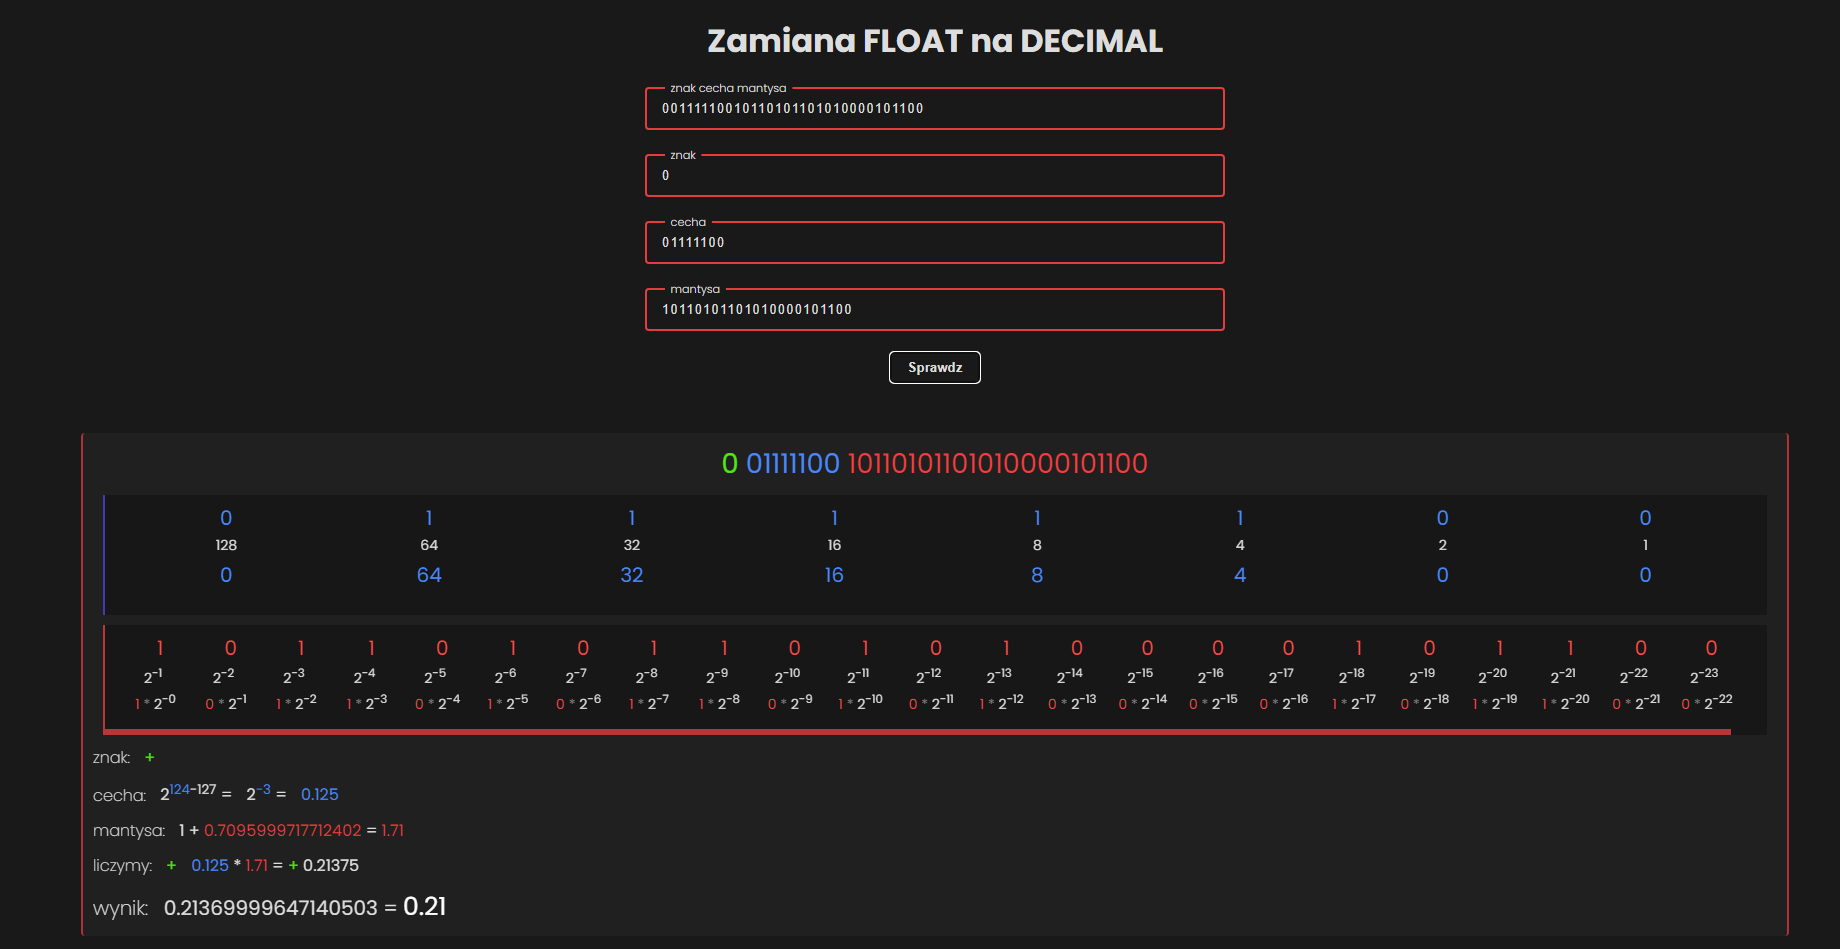 Zamiana FLOAT na DECIMAL
znak cecha mantysa
00111110010110101101010000101100
znak
0
cecha
01111100
mantysa
10110101101010000101100
Sprawdz
0 01111100 10110101101010000101100
0 1 1 1 1 1 0 0
128 64 32 16 8 4 2 1
0 64 32 16 8 4 0 0
1 0 1 1 0 1 0 1 1 0 1 0 1 0 0 0 0 1 0 1 1 0 0
2⁻¹ 2⁻² 2⁻³ 2⁻⁴ 2⁻⁵ 2⁻⁶ 2⁻⁷ 2⁻⁸ 2⁻⁹ 2⁻¹⁰ 2⁻¹¹ 2⁻¹² 2⁻¹³ 2⁻¹⁴ 2⁻¹⁵ 2⁻¹⁶ 2⁻¹⁷ 2⁻¹⁸ 2⁻¹⁹ 2⁻²⁰ 2⁻²¹ 2⁻²² 2⁻²³
1 * 2⁻⁰ 0 * 2⁻¹ 1 * 2⁻² 1 * 2⁻³ 0 * 2⁻⁴ 1 * 2⁻⁵ 0 * 2⁻⁶ 1 * 2⁻⁷ 1 * 2⁻⁸ 0 * 2⁻⁹ 1 * 2⁻¹⁰ 0 * 2⁻¹¹ 1 * 2⁻¹² 0 * 2⁻¹³ 0 * 2⁻¹⁴ 0 * 2⁻¹⁵ 0 * 2⁻¹⁶ 1 * 2⁻¹⁷ 0 * 2⁻¹⁸ 1 * 2⁻¹⁹ 1 * 2⁻²⁰ 0 * 2⁻²¹ 0 * 2⁻²²
znak: +
cecha: 2¹²⁴⁻¹²⁷ = 2⁻³ = 0.125
mantysa: 1 + 0.7095999717712402 = 1.71
liczymy: + 0.125 * 1.71 = + 0.21375
wynik: 0.21369999647140503 = 0.21